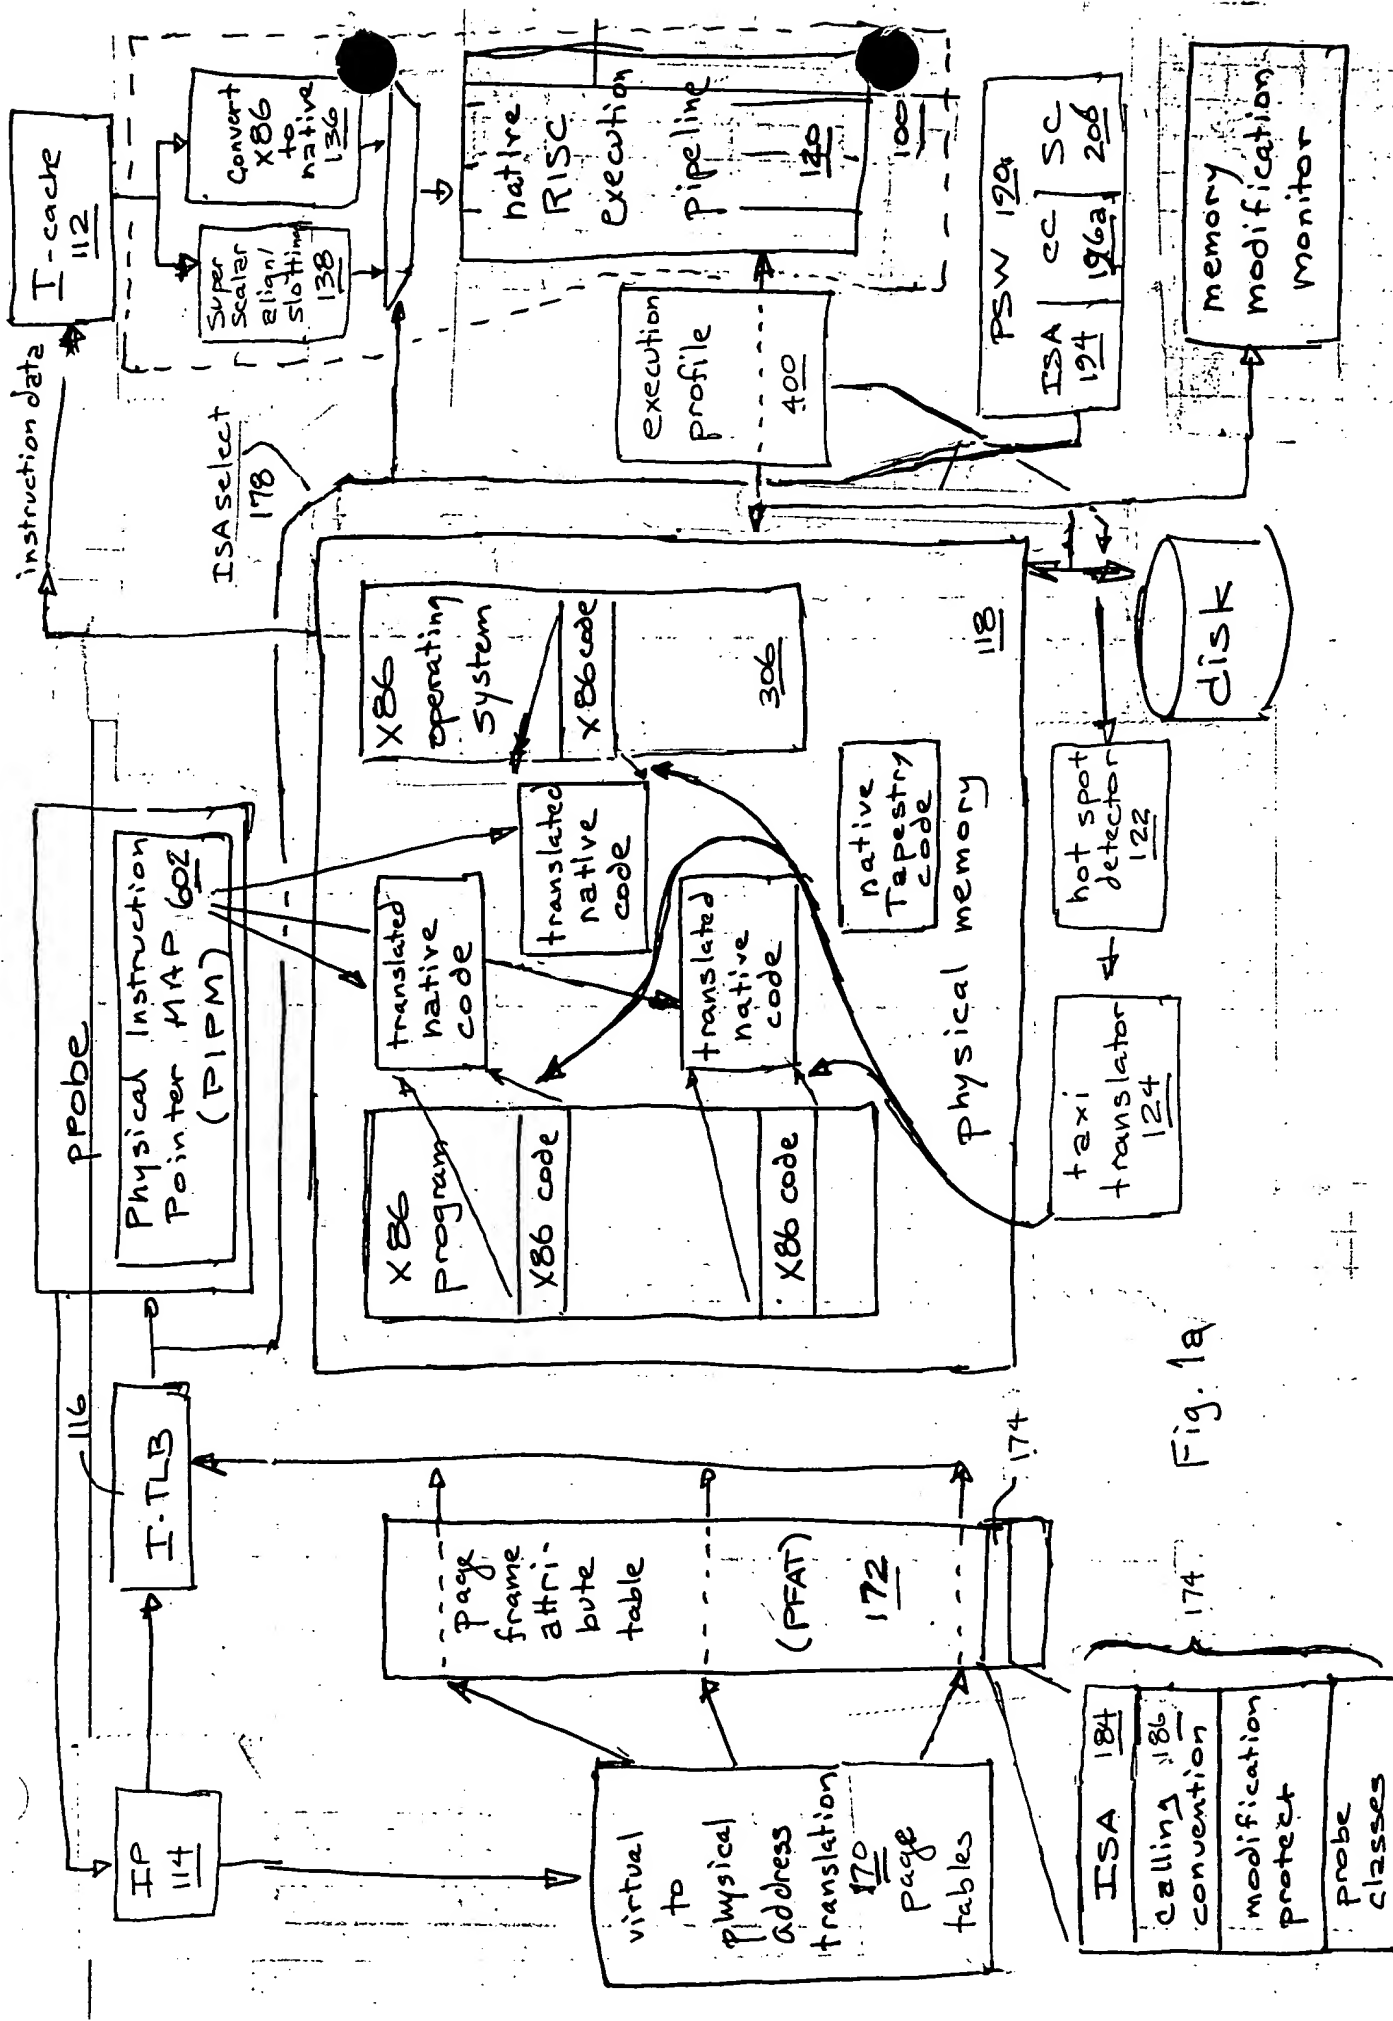 I-cache
112
instruction data
Convert
X86
to
native
136
Super
Scalar
align/
slotting
138
native
RISC
execution
pipeline
120
100
ISA select
178
execution
profile
400
PSW 190
ISA CC SC
194 196a 206
memory
modification
monitor
probe
Physical Instruction
Pointer MAP 602
(PIPM)
116
I-TLB
IP
114
X86
operating
system
X86 code
306
translated
native
code
translated
native
code
translated
native
code
native
Tapestry
code
X86
program
X86 code
X86 code
physical memory
118
disk
hot spot
detector
122
taxi
translator
124
page
frame
attri-
bute
table
(PFAT)
172
174
virtual
to
physical
address
translation
170
page
tables
174
ISA 184
calling 186
convention
modification
protect
probe
classes
Fig. 1a